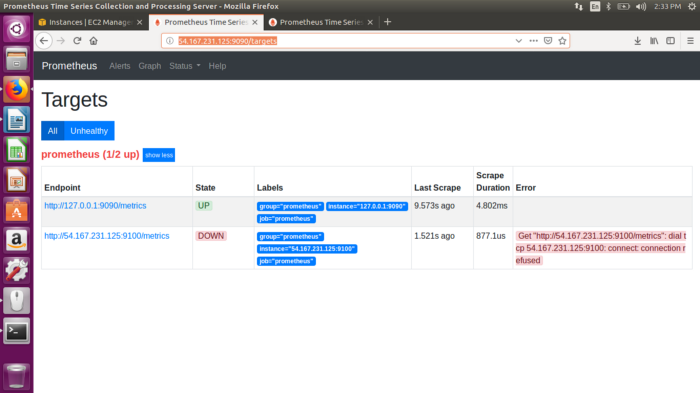 Prometheus Time Series Collection and Processing Server - Mozilla Firefox
En
2:33 PM
Instances | EC2 Manager
Prometheus Time Series
Prometheus Time Series
54.167.231.125:9090/targets
Prometheus Alerts Graph Status Help
Targets
All Unhealthy
prometheus (1/2 up) show less
Endpoint State Labels Last Scrape Scrape Duration Error
http://127.0.0.1:9090/metrics UP group="prometheus" instance="127.0.0.1:9090" 9.573s ago 4.802ms
job="prometheus"
http://54.167.231.125:9100/metrics DOWN group="prometheus" 1.521s ago 877.1us Get "http://54.167.231.125:9100/metrics": dial t
instance="54.167.231.125:9100" cp 54.167.231.125:9100: connect: connection r
job="prometheus" efused